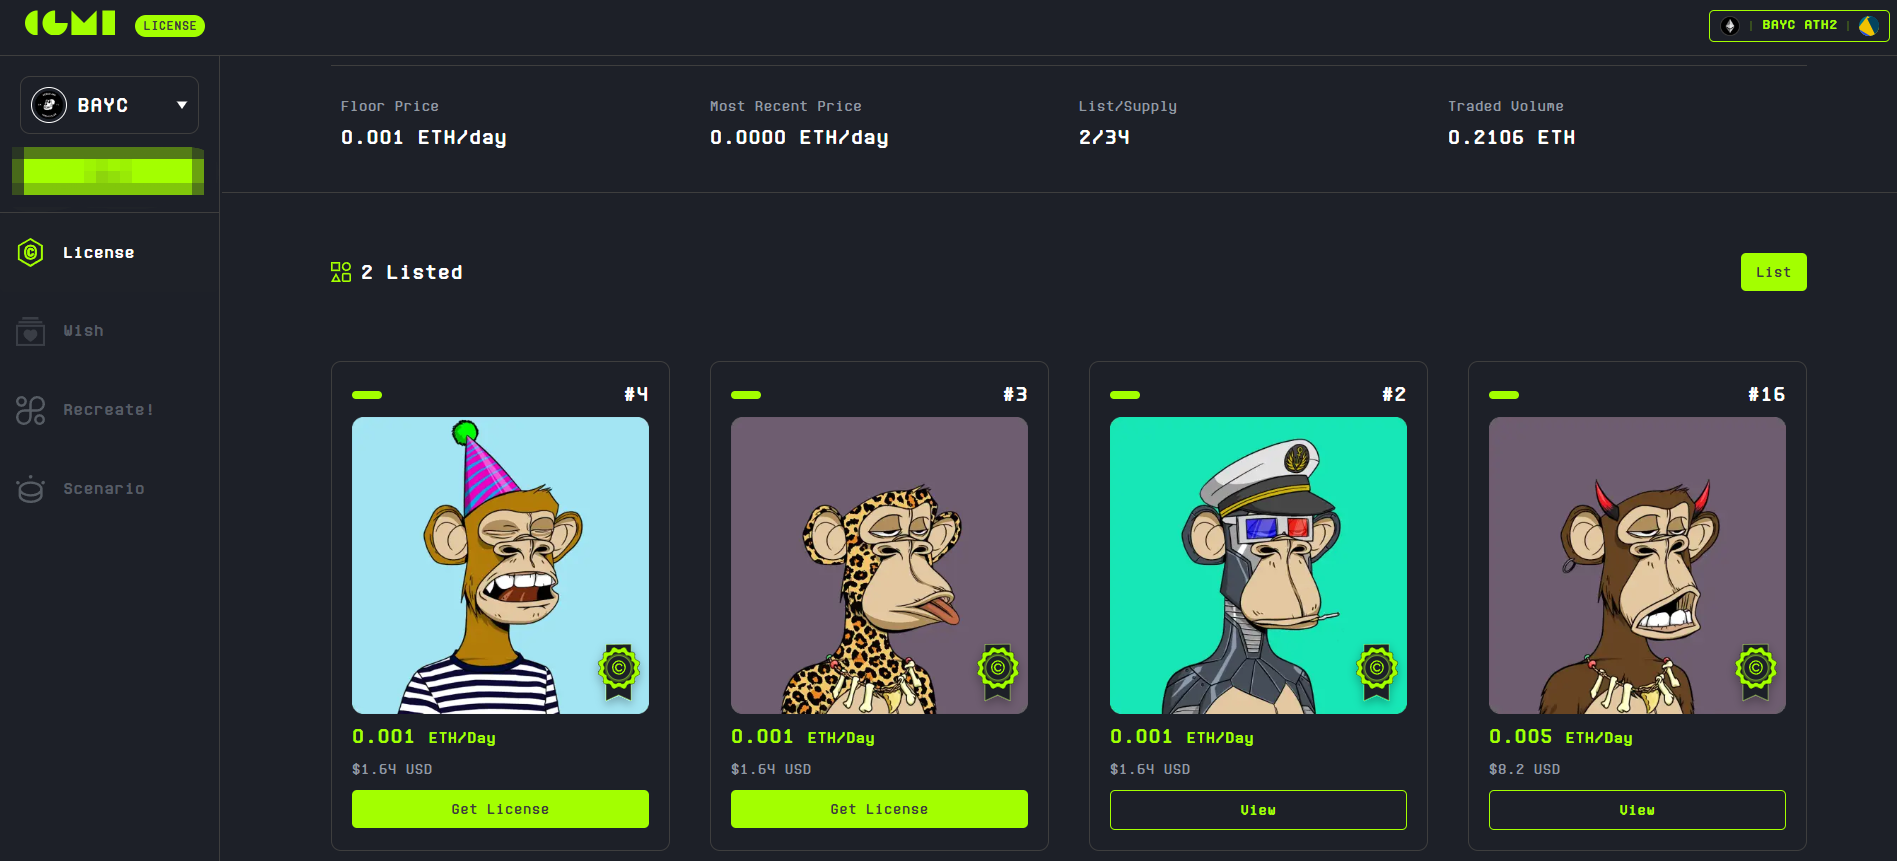 IGMI
LICENSE
BAYC ATH2
BAYC
License
Wish
Recreate!
Scenario
Floor Price
0.001 ETH/day
Most Recent Price
0.0000 ETH/day
List/Supply
2/34
Traded Volume
0.2106 ETH
2 Listed
List
#4
0.001 ETH/Day
$1.64 USD
Get License
#3
0.001 ETH/Day
$1.64 USD
Get License
#2
0.001 ETH/Day
$1.64 USD
View
#16
0.005 ETH/Day
$8.2 USD
View